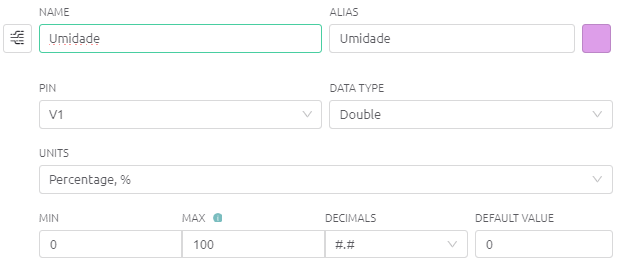 NAME ALIAS
Umidade Umidade
PIN DATA TYPE
V1 Double
UNITS
Percentage, %
MIN MAX i DECIMALS DEFAULT VALUE
0 100 #.# 0